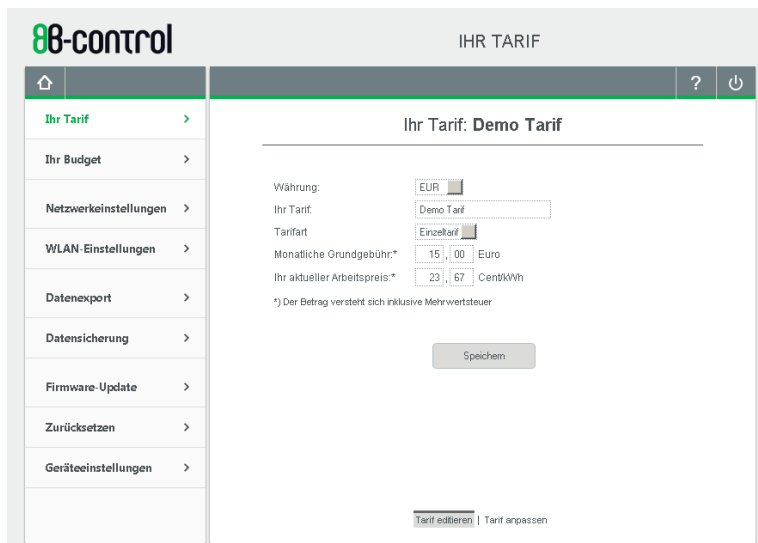 88-control
IHR TARIF
?
Ihr Tarif
Ihr Budget
Netzwerkeinstellungen
WLAN-Einstellungen
Datenexport
Datensicherung
Firmware-Update
Zurücksetzen
Geräteeinstellungen
Ihr Tarif: Demo Tarif
Währung: EUR
Ihr Tarif: Demo Tarif
Tarifart Einzeltarif
Monatliche Grundgebühr:* 15 , 00 Euro
Ihr aktueller Arbeitspreis:* 23 , 67 Cent/kWh
*) Der Betrag versteht sich inklusive Mehrwertsteuer
Speichern
Tarif editieren | Tarif anpassen